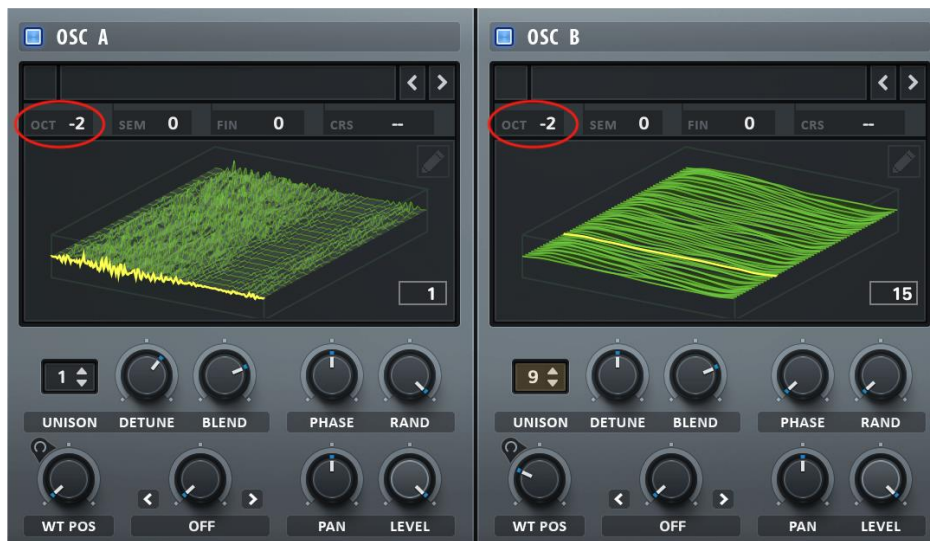 OSC A
OCT -2 SEM 0 FIN 0 CRS --
1
1
UNISON DETUNE BLEND PHASE RAND
WT POS OFF PAN LEVEL
OSC B
OCT -2 SEM 0 FIN 0 CRS --
15
9
UNISON DETUNE BLEND PHASE RAND
WT POS OFF PAN LEVEL